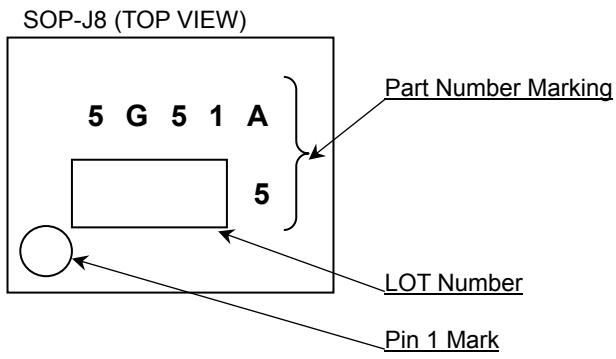 SOP-J8 (TOP VIEW)
Part Number Marking
5 G 5 1 A
5
LOT Number
Pin 1 Mark